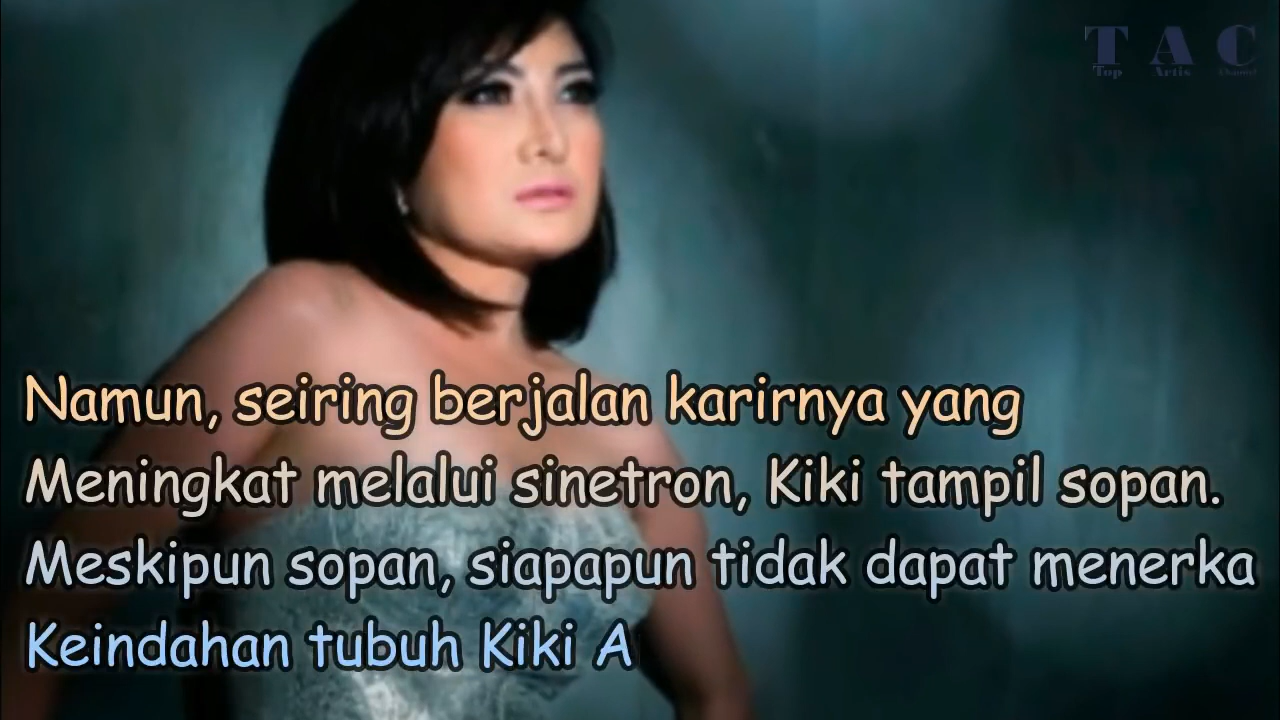 T A C
Top Artis Channel
Namun, seiring berjalan karirnya yang
Meningkat melalui sinetron, Kiki tampil sopan.
Meskipun sopan, siapapun tidak dapat menerka
Keindahan tubuh Kiki A